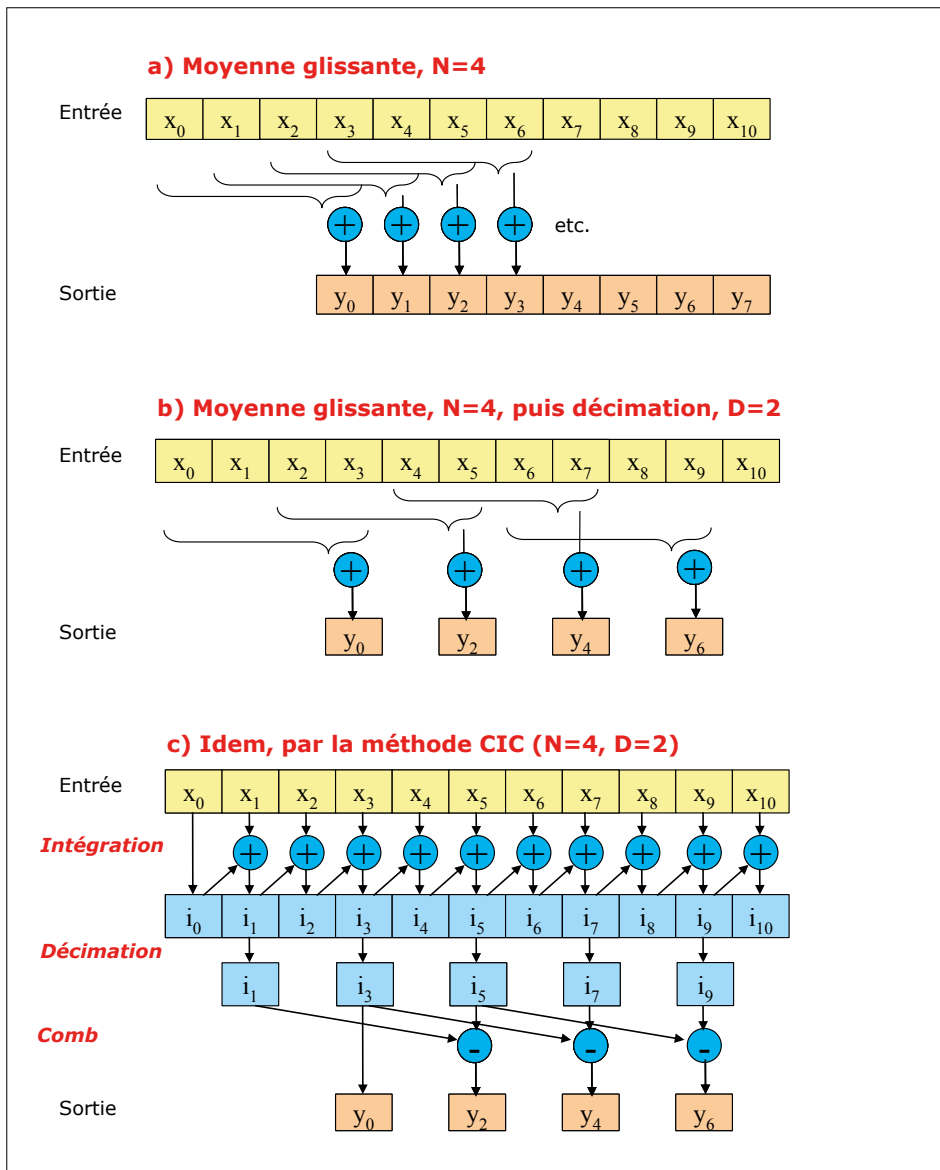 a) Moyenne glissante, N=4
Entrée
x0 x1 x2 x3 x4 x5 x6 x7 x8 x9 x10
+ + + + etc.
Sortie
y0 y1 y2 y3 y4 y5 y6 y7
b) Moyenne glissante, N=4, puis décimation, D=2
Entrée
x0 x1 x2 x3 x4 x5 x6 x7 x8 x9 x10
+ + + +
Sortie
y0 y2 y4 y6
c) Idem, par la méthode CIC (N=4, D=2)
Entrée
x0 x1 x2 x3 x4 x5 x6 x7 x8 x9 x10
Intégration
+ + + + + + + + + +
i0 i1 i2 i3 i4 i5 i6 i7 i8 i9 i10
Décimation
i1 i3 i5 i7 i9
Comb
- - -
Sortie
y0 y2 y4 y6